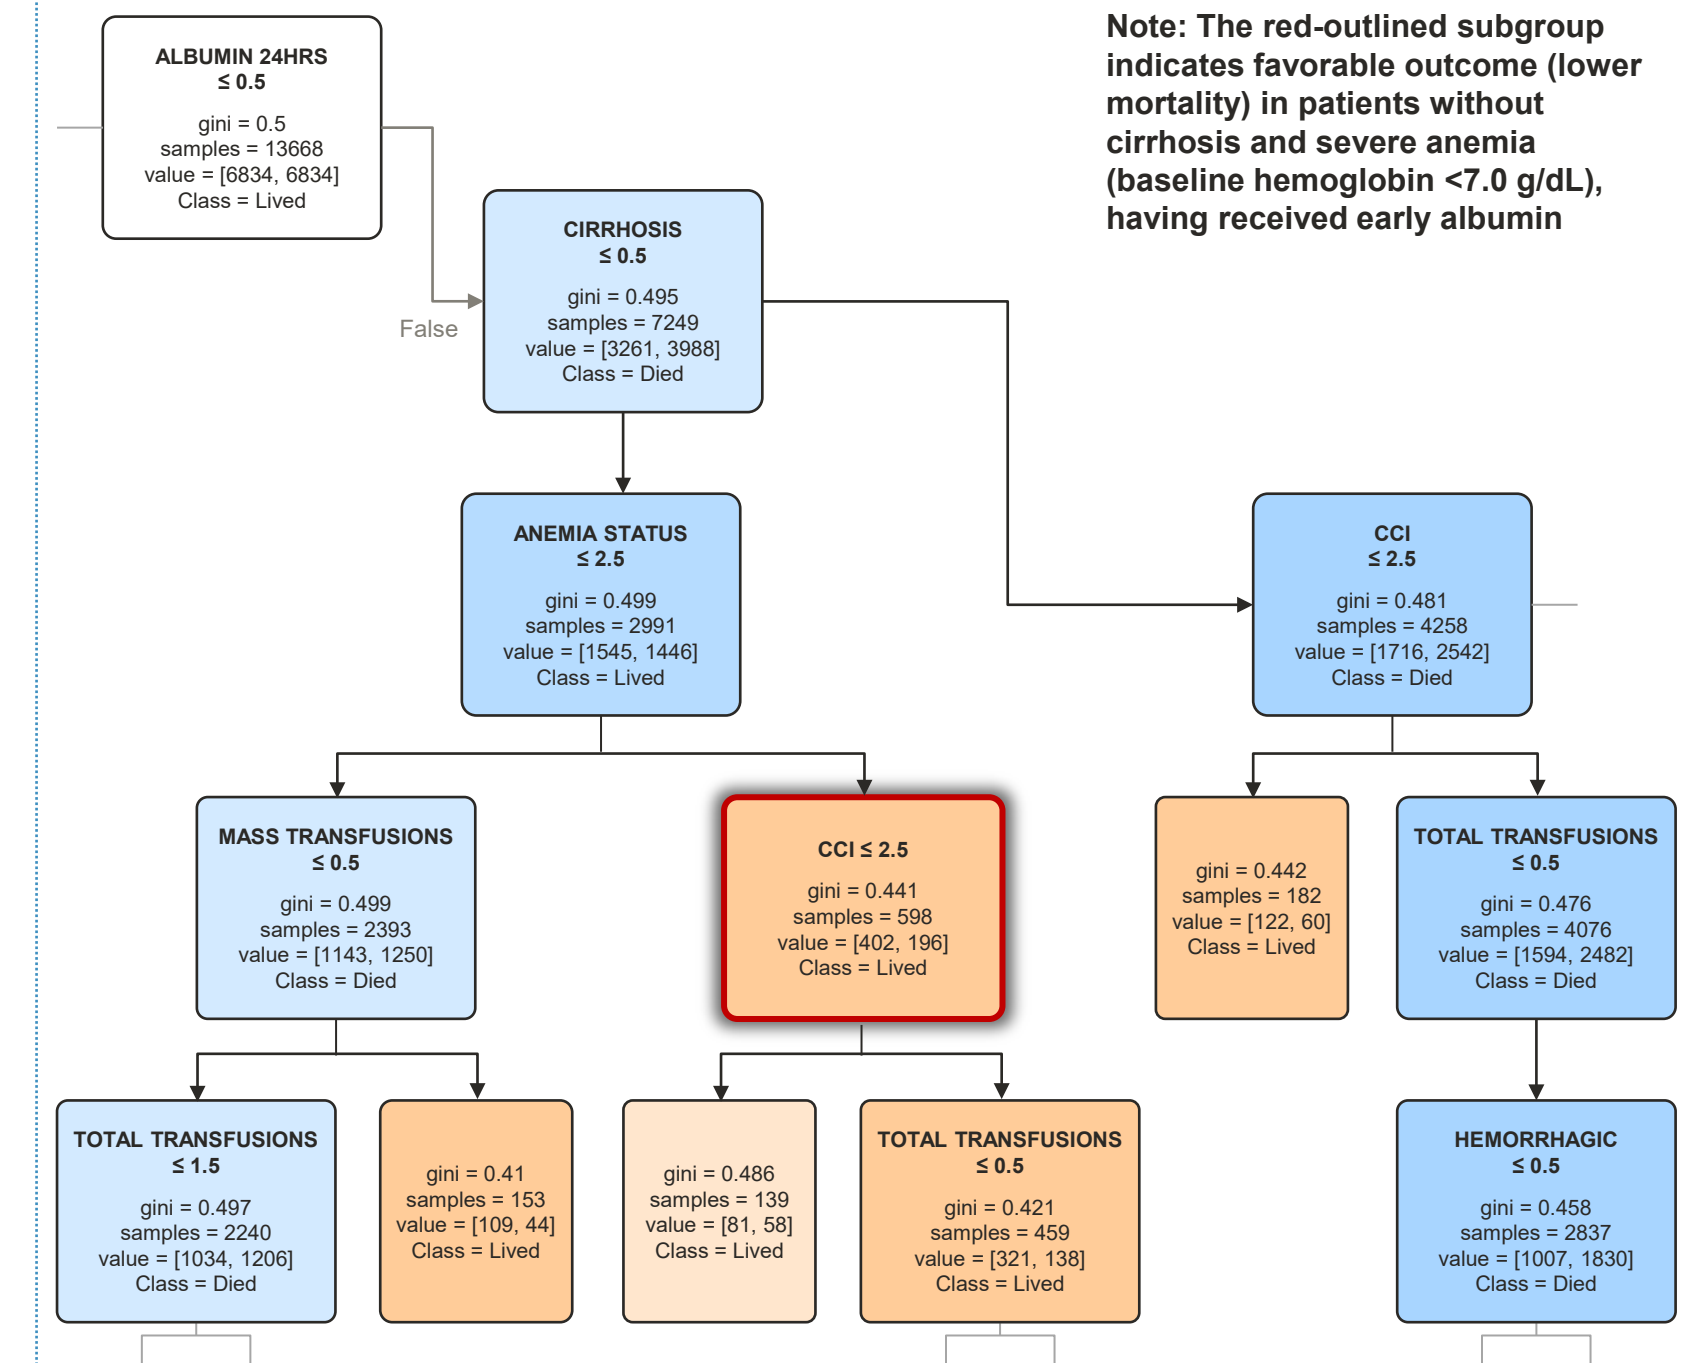 Note: The red-outlined subgroup
indicates favorable outcome (lower
mortality) in patients without
cirrhosis and severe anemia
(baseline hemoglobin <7.0 g/dL),
having received early albumin
ALBUMIN 24HRS
≤ 0.5
gini = 0.5
samples = 13668
value = [6834, 6834]
Class = Lived
False
CIRRHOSIS
≤ 0.5
gini = 0.495
samples = 7249
value = [3261, 3988]
Class = Died
ANEMIA STATUS
≤ 2.5
gini = 0.499
samples = 2991
value = [1545, 1446]
Class = Lived
CCI
≤ 2.5
gini = 0.481
samples = 4258
value = [1716, 2542]
Class = Died
MASS TRANSFUSIONS
≤ 0.5
gini = 0.499
samples = 2393
value = [1143, 1250]
Class = Died
CCI ≤ 2.5
gini = 0.441
samples = 598
value = [402, 196]
Class = Lived
gini = 0.442
samples = 182
value = [122, 60]
Class = Lived
TOTAL TRANSFUSIONS
≤ 0.5
gini = 0.476
samples = 4076
value = [1594, 2482]
Class = Died
TOTAL TRANSFUSIONS
≤ 1.5
gini = 0.497
samples = 2240
value = [1034, 1206]
Class = Died
gini = 0.41
samples = 153
value = [109, 44]
Class = Lived
gini = 0.486
samples = 139
value = [81, 58]
Class = Lived
TOTAL TRANSFUSIONS
≤ 0.5
gini = 0.421
samples = 459
value = [321, 138]
Class = Lived
HEMORRHAGIC
≤ 0.5
gini = 0.458
samples = 2837
value = [1007, 1830]
Class = Died